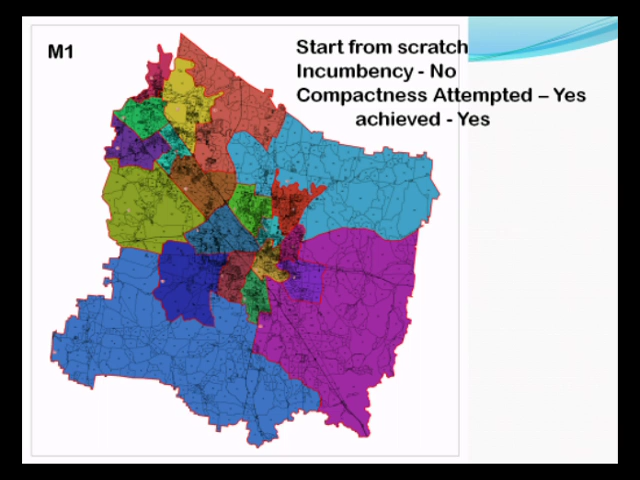 M1
Start from scratch
Incumbency - No
Compactness Attempted – Yes
achieved - Yes